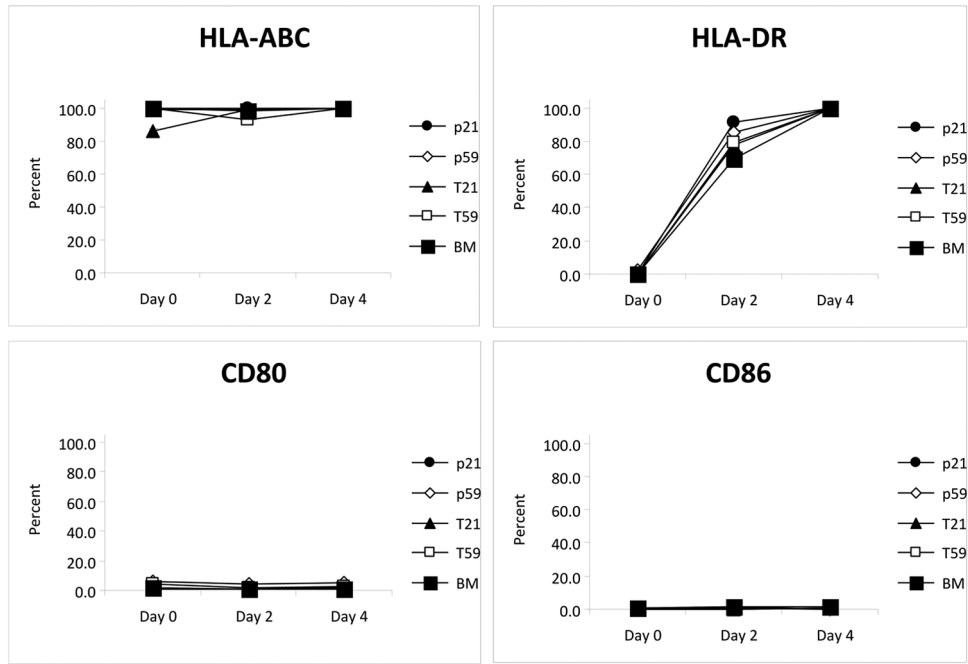 HLA-ABC
100.0
80.0
60.0
40.0
20.0
0.0
Percent
Day 0 Day 2 Day 4
p21
p59
T21
T59
BM
HLA-DR
100.0
80.0
60.0
40.0
20.0
0.0
Percent
Day 0 Day 2 Day 4
p21
p59
T21
T59
BM
CD80
100.0
80.0
60.0
40.0
20.0
0.0
Percent
Day 0 Day 2 Day 4
p21
p59
T21
T59
BM
CD86
100.0
80.0
60.0
40.0
20.0
0.0
Percent
Day 0 Day 2 Day 4
p21
p59
T21
T59
BM